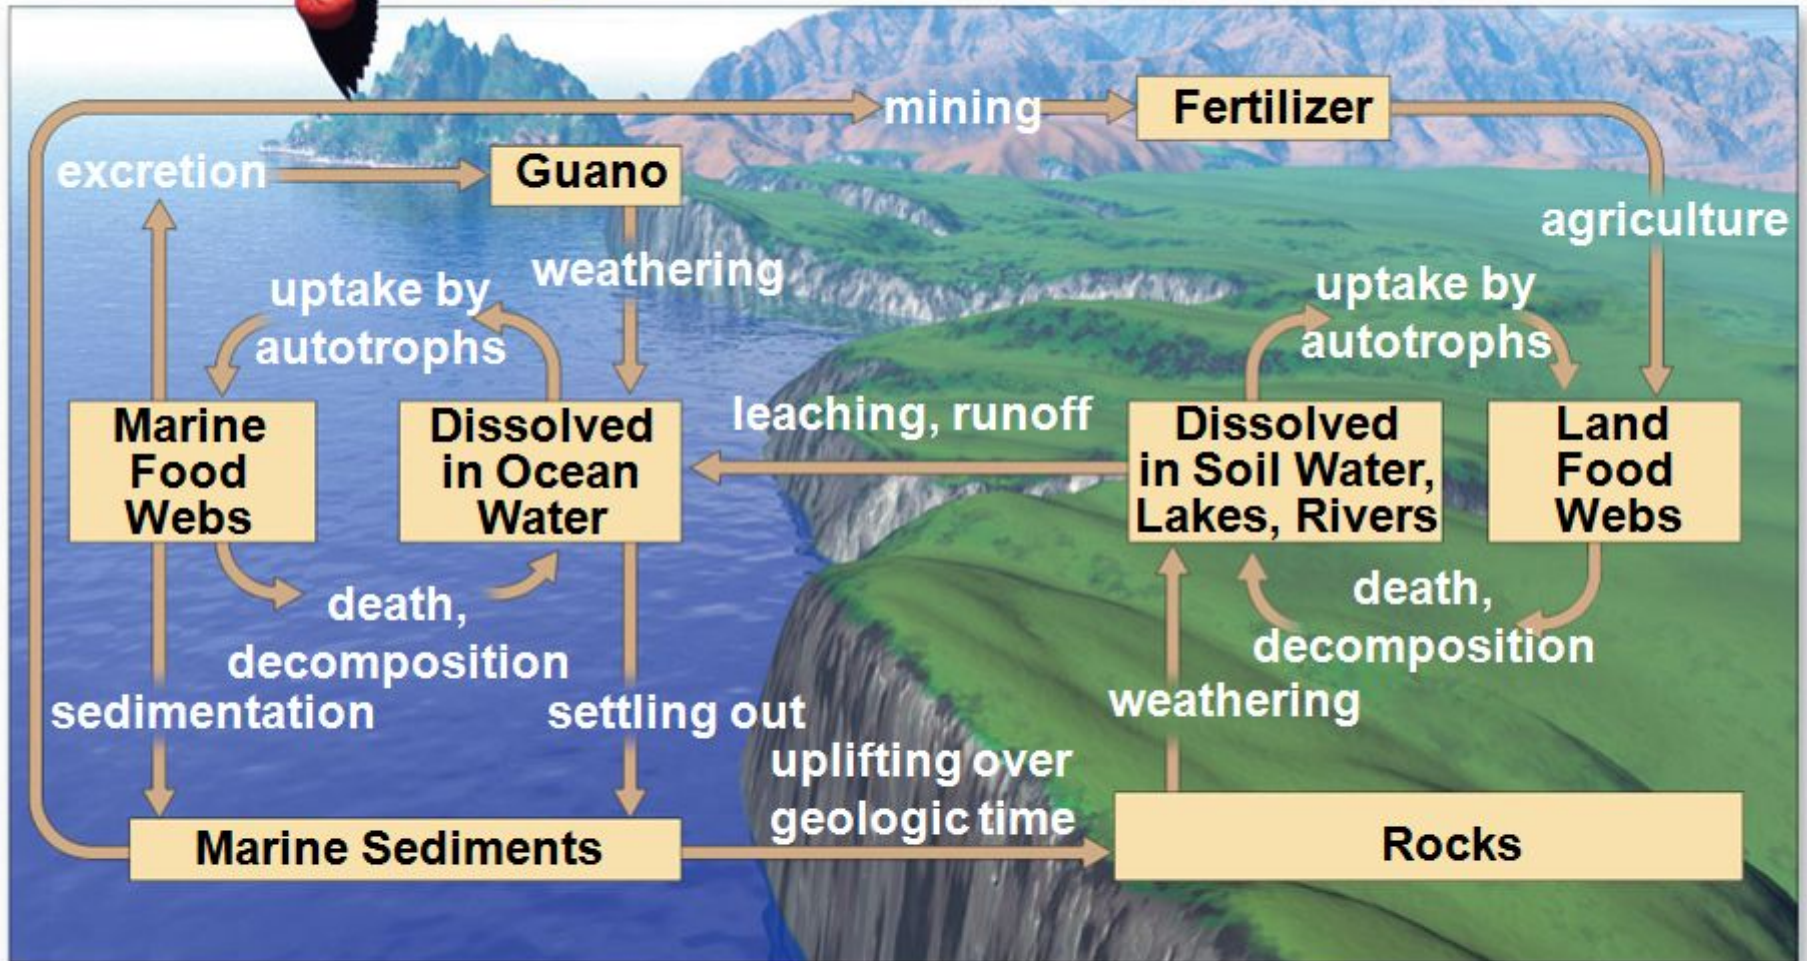 mining
Fertilizer
excretion
Guano
agriculture
weathering
uptake by
autotrophs
uptake by
autotrophs
Marine
Food
Webs
Dissolved
in Ocean
Water
leaching, runoff
Dissolved
in Soil Water,
Lakes, Rivers
Land
Food
Webs
death,
decomposition
death,
decomposition
sedimentation
settling out
weathering
uplifting over
geologic time
Marine Sediments
Rocks